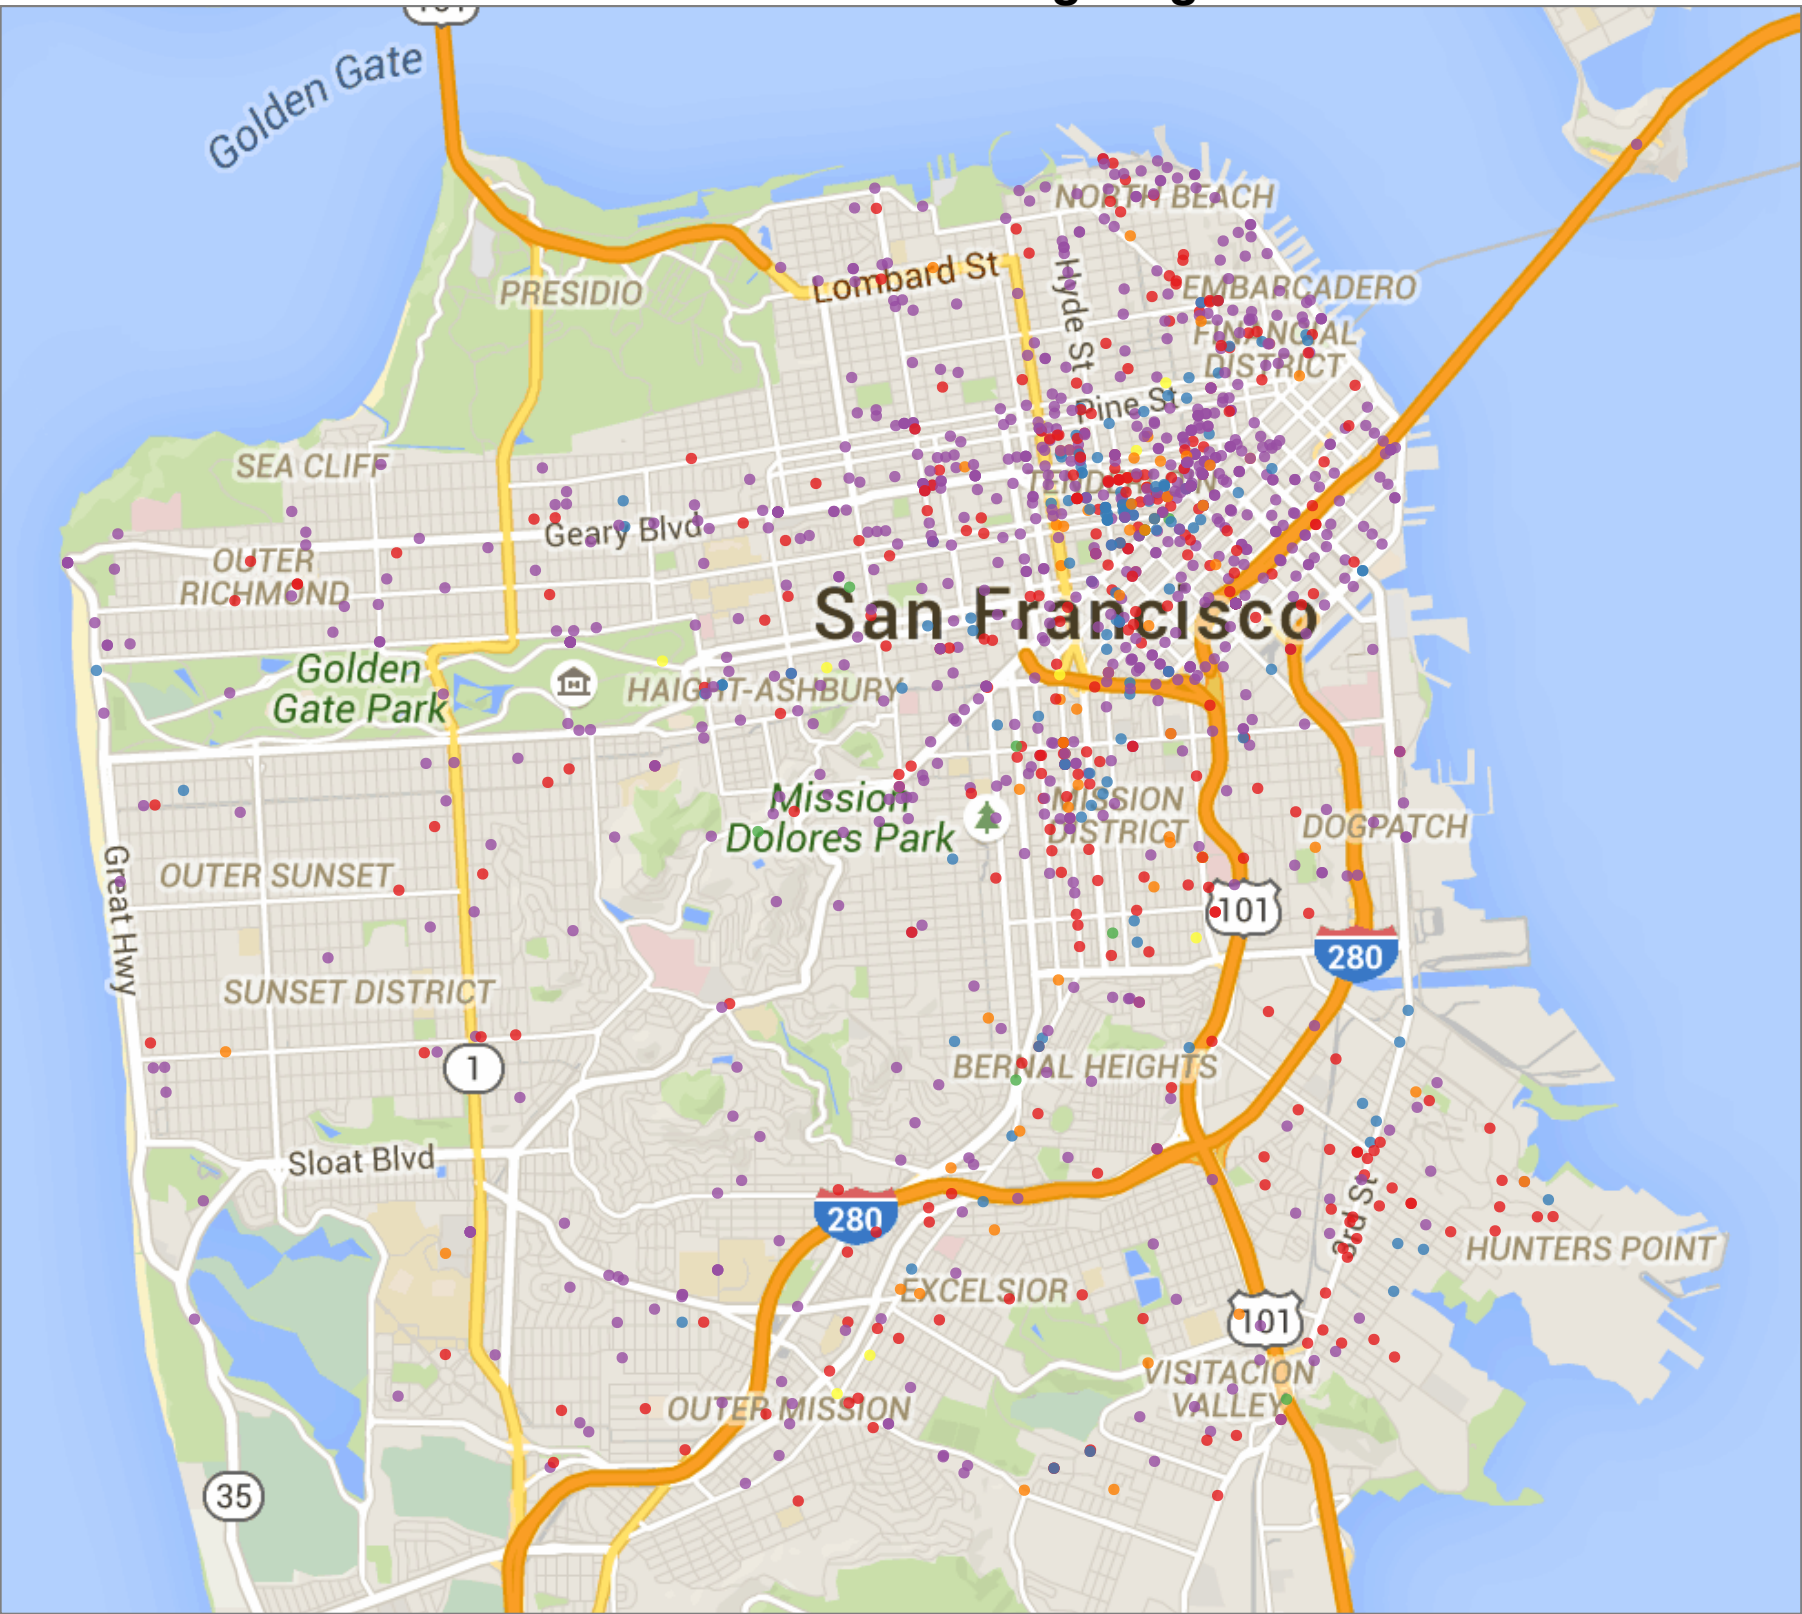 Golden Gate
NORTH BEACH
Lombard St
Hyde St
EMBARCADERO
PRESIDIO
FINANCIAL
DISTRICT
Pine St
SEA CLIFF
TENDERLOIN
Geary Blvd
OUTER
RICHMOND
San Francisco
Golden
Gate Park
HAIGHT-ASHBURY
Mission
Dolores Park
MISSION
DISTRICT
DOGPATCH
Great Hwy
OUTER SUNSET
101
280
SUNSET DISTRICT
1
BERNAL HEIGHTS
Sloat Blvd
280
3rd St
HUNTERS POINT
EXCELSIOR
101
VISITACION
VALLEY
OUTER MISSION
35